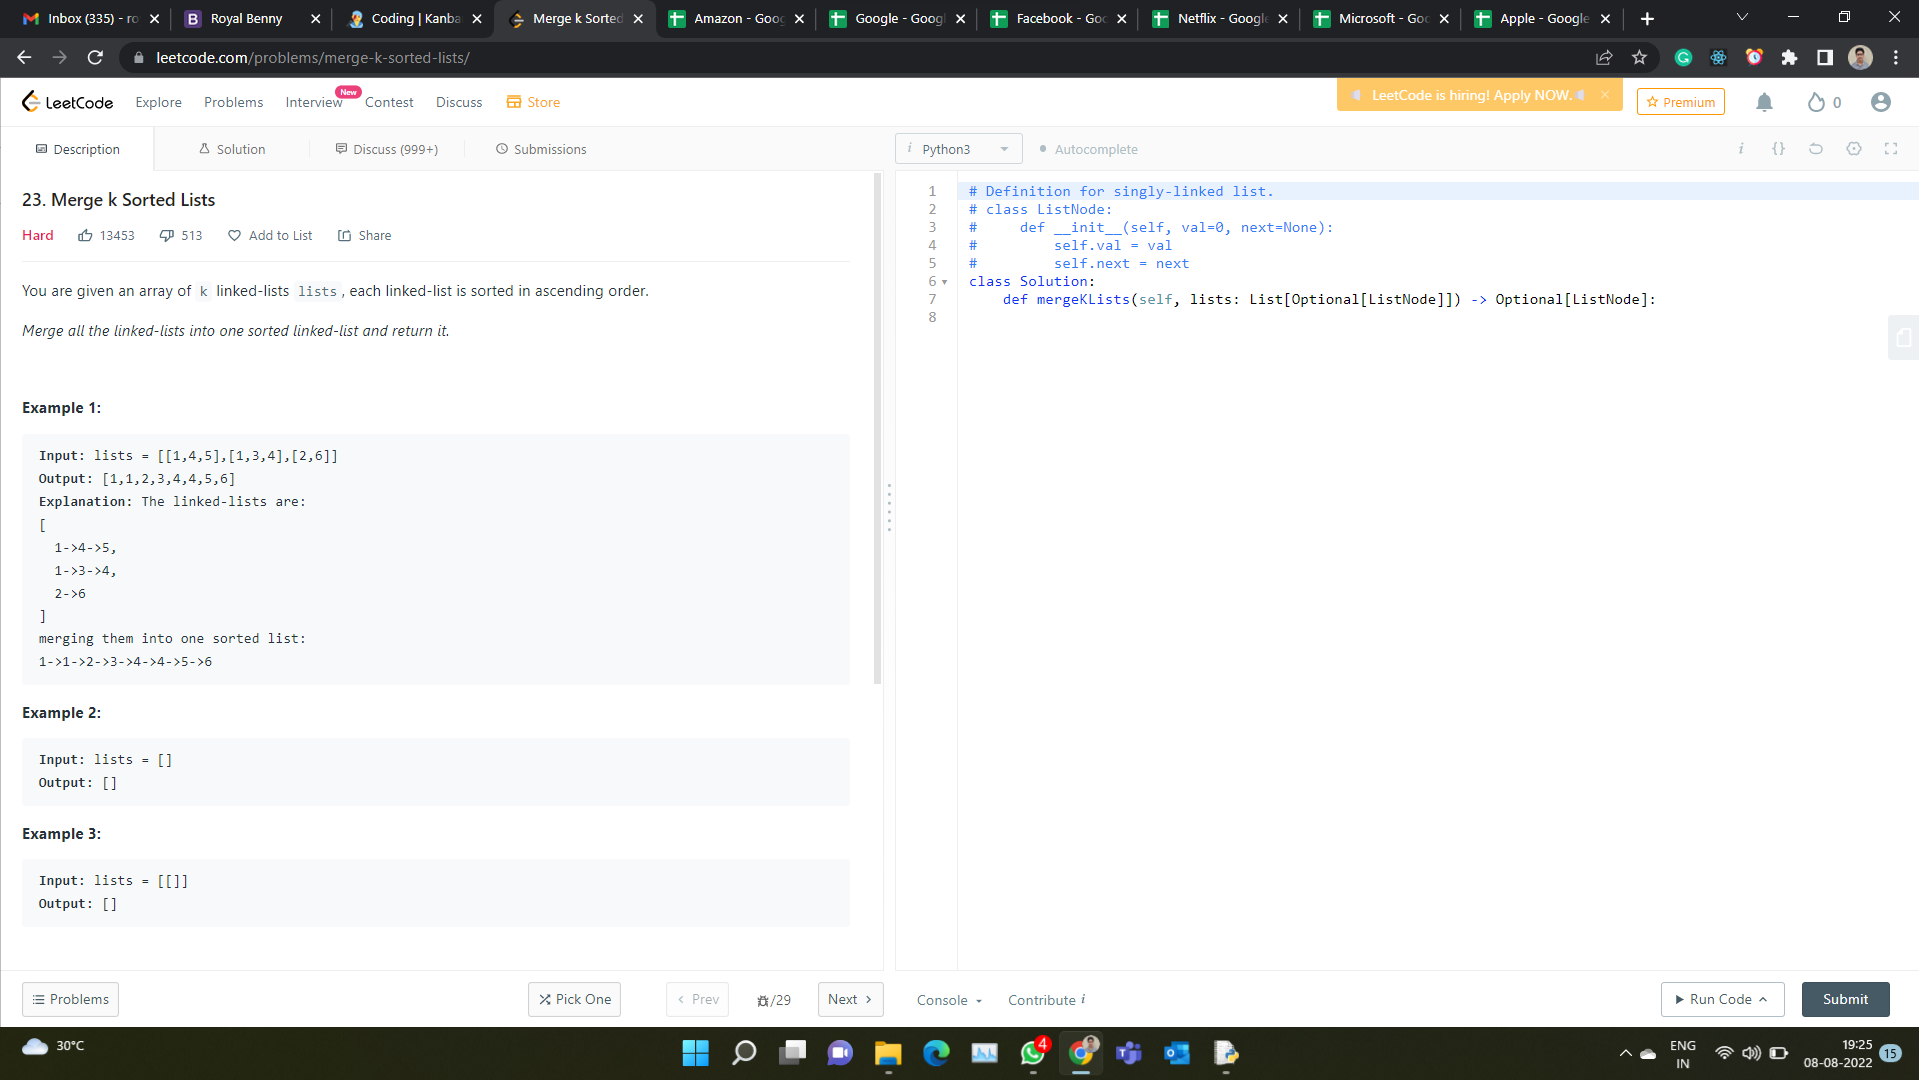 Inbox (335) - ro
Royal Benny
Coding | Kanba
Merge k Sorted
Amazon - Goog
Google - Googl
Facebook - Goo
Netflix - Google
Microsoft - Goo
Apple - Google
leetcode.com/problems/merge-k-sorted-lists/
LeetCode
Explore
Problems
Interview
New
Contest
Discuss
Store
LeetCode is hiring! Apply NOW.
Premium
0
Description
Solution
Discuss (999+)
Submissions
i Python3
Autocomplete
i
{}
23. Merge k Sorted Lists
Hard
13453
513
Add to List
Share
You are given an array of k linked-lists lists, each linked-list is sorted in ascending order.
Merge all the linked-lists into one sorted linked-list and return it.
Example 1:
Input: lists = [[1,4,5],[1,3,4],[2,6]]
Output: [1,1,2,3,4,4,5,6]
Explanation: The linked-lists are:
[
  1->4->5,
  1->3->4,
  2->6
]
merging them into one sorted list:
1->1->2->3->4->4->5->6
Example 2:
Input: lists = []
Output: []
Example 3:
Input: lists = [[]]
Output: []
1 # Definition for singly-linked list.
2 # class ListNode:
3 #     def __init__(self, val=0, next=None):
4 #         self.val = val
5 #         self.next = next
6 class Solution:
7     def mergeKLists(self, lists: List[Optional[ListNode]]) -> Optional[ListNode]:
8
Problems
Pick One
< Prev
/29
Next >
Console
Contribute i
Run Code
Submit
30°C
4
ENG
IN
19:25
08-08-2022
15